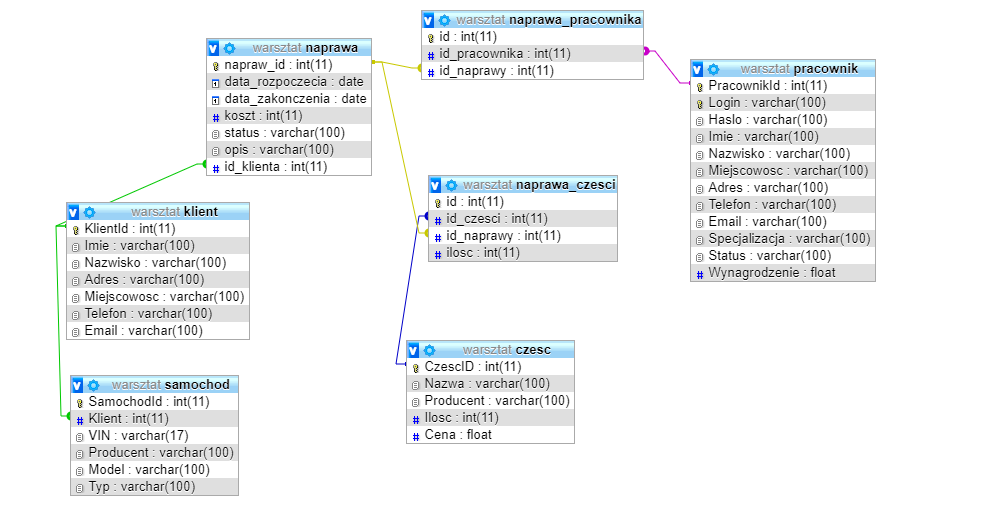 warsztat naprawa
napraw_id : int(11)
data_rozpoczecia : date
data_zakonczenia : date
koszt : int(11)
status : varchar(100)
opis : varchar(100)
id_klienta : int(11)
warsztat naprawa_pracownika
id : int(11)
id_pracownika : int(11)
id_naprawy : int(11)
warsztat pracownik
PracownikId : int(11)
Login : varchar(100)
Haslo : varchar(100)
Imie : varchar(100)
Nazwisko : varchar(100)
Miejscowosc : varchar(100)
Adres : varchar(100)
Telefon : varchar(100)
Email : varchar(100)
Specjalizacja : varchar(100)
Status : varchar(100)
Wynagrodzenie : float
warsztat klient
KlientId : int(11)
Imie : varchar(100)
Nazwisko : varchar(100)
Adres : varchar(100)
Miejscowosc : varchar(100)
Telefon : varchar(100)
Email : varchar(100)
warsztat naprawa_czesci
id : int(11)
id_czesci : int(11)
id_naprawy : int(11)
ilosc : int(11)
warsztat samochod
SamochodId : int(11)
Klient : int(11)
VIN : varchar(17)
Producent : varchar(100)
Model : varchar(100)
Typ : varchar(100)
warsztat czesc
CzescID : int(11)
Nazwa : varchar(100)
Producent : varchar(100)
Ilosc : int(11)
Cena : float